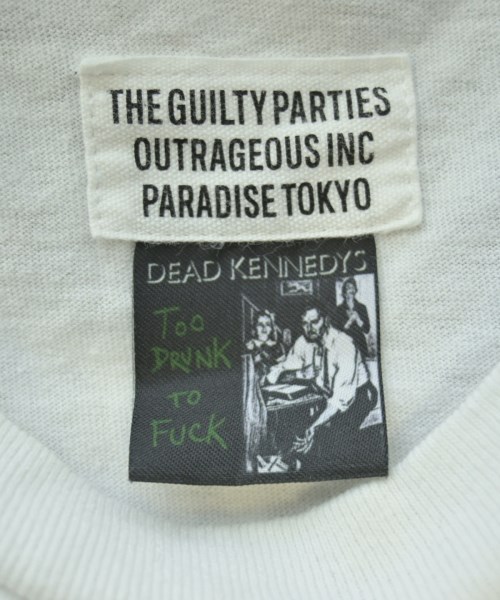 THE GUILTY PARTIES
OUTRAGEOUS INC
PARADISE TOKYO
DEAD KENNEDYS
TOO
DRUNK
TO
FUCK